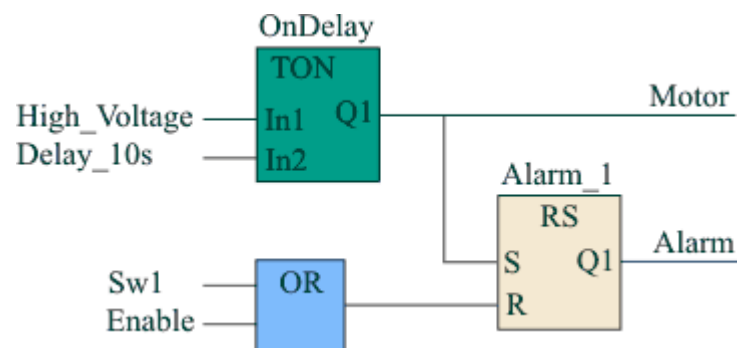 OnDelay
TON
High_Voltage
In1
Q1
Motor
Delay_10s
In2
Alarm_1
RS
S
Q1
Alarm
R
Sw1
OR
Enable